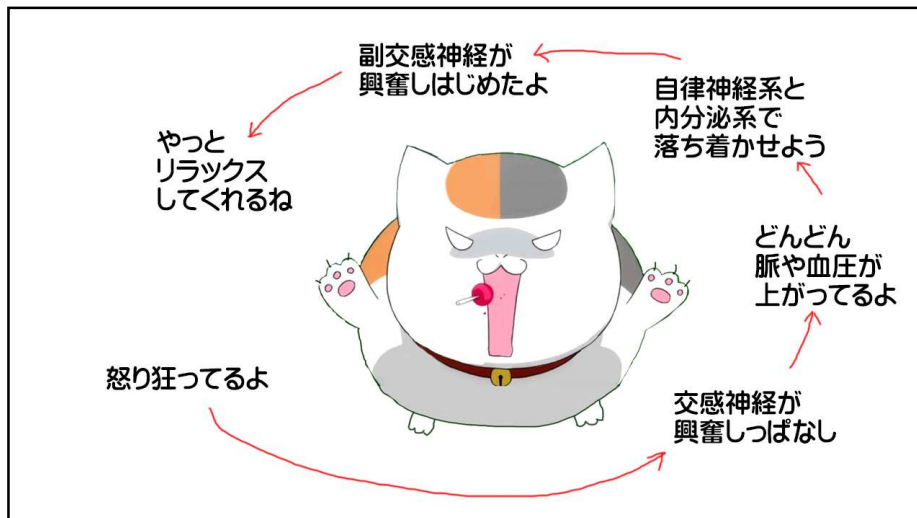 怒り狂ってるよ
交感神経が
興奮しっぱなし
どんどん
脈や血圧が
上がってるよ
自律神経系と
内分泌系で
落ち着かせよう
副交感神経が
興奮しはじめたよ
やっと
リラックス
してくれるね